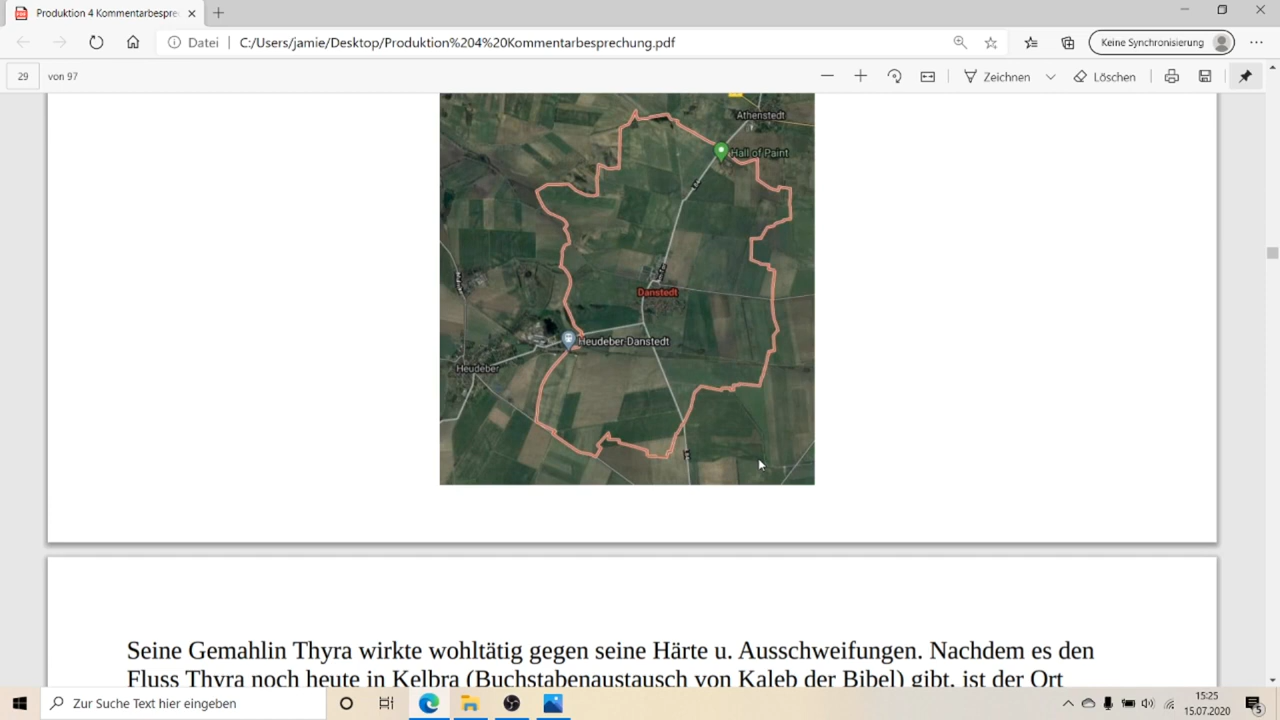 Produktion 4 Kommentarbespre
Datei C:/Users/jamie/Desktop/Produktion%204%20Kommentarbesprechung.pdf
Keine Synchronisierung
29 von 97
Zeichnen
Löschen
Athenstedt
Hall of Paint
Danstedt
Heudeber-Danstedt
Heudeber
Seine Gemahlin Thyra wirkte wohltätig gegen seine Härte u. Ausschweifungen. Nachdem es den
Fluss Thyra noch heute in Kelbra (Buchstabenaustausch von Kaleb der Bibel) gibt, ist der Ort
Zur Suche Text hier eingeben
15:25
15.07.2020
5